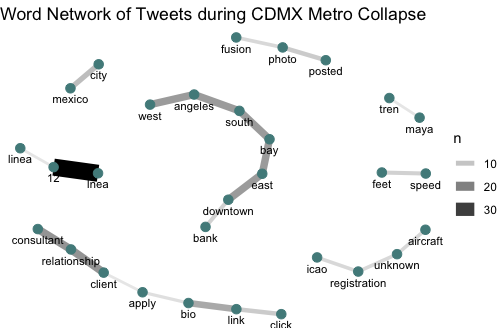 Word Network of Tweets during CDMX Metro Collapse
fusion
photo
posted
city
mexico
west
angeles
south
bay
east
downtown
bank
tren
maya
linea
12
lnea
feet
speed
n
10
20
30
consultant
relationship
client
apply
bio
link
click
icao
registration
unknown
aircraft